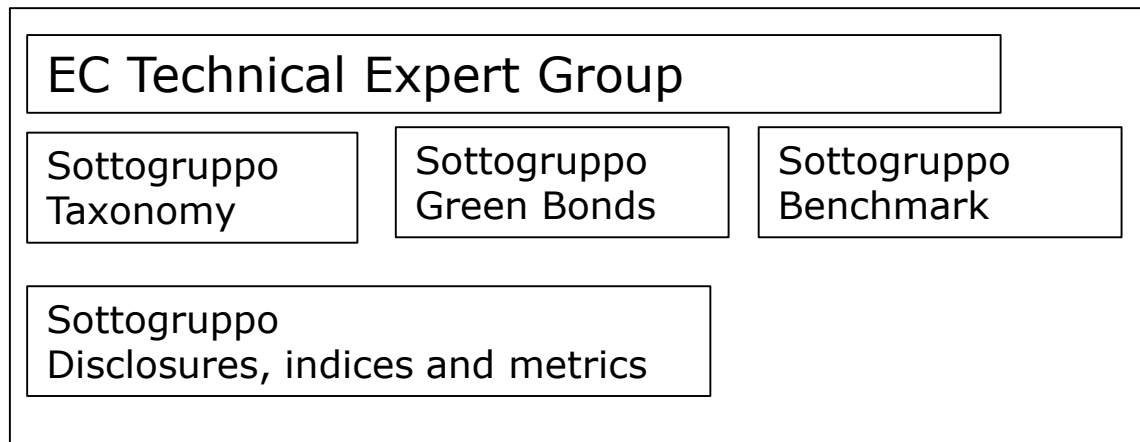 EC Technical Expert Group
Sottogruppo
Taxonomy
Sottogruppo
Green Bonds
Sottogruppo
Benchmark
Sottogruppo
Disclosures, indices and metrics